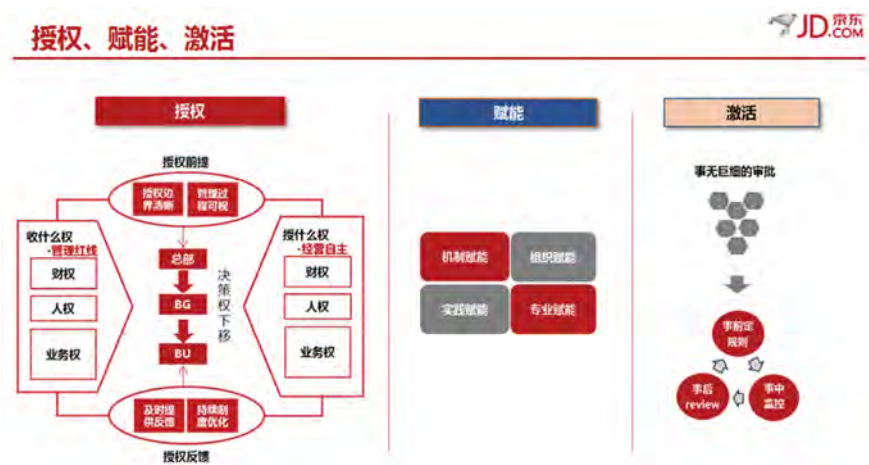 授权、赋能、激活
JD.京东
COM
授权
授权前提
授权边
界清晰
管理过
程可视
收什么权
-管理红线
财权
人权
业务权
总部
BG
BU
决策权下移
授什么权
-经营自主
财权
人权
业务权
及时提
供反馈
持续制
度优化
授权反馈
赋能
机制赋能
组织赋能
实践赋能
专业赋能
激活
事无巨细的审批
事前定
规则
事后
review
事中
监控